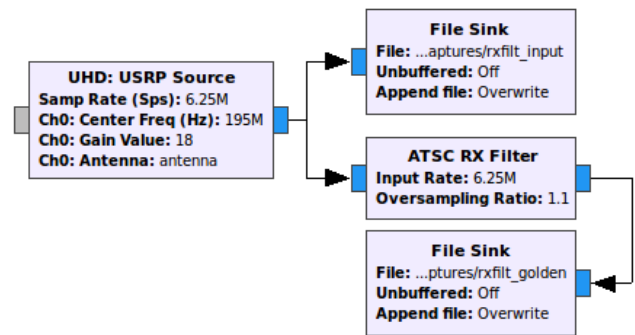 UHD: USRP Source
Samp Rate (Sps): 6.25M
Ch0: Center Freq (Hz): 195M
Ch0: Gain Value: 18
Ch0: Antenna: antenna
File Sink
File: ...aptures/rxfilt_input
Unbuffered: Off
Append file: Overwrite
ATSC RX Filter
Input Rate: 6.25M
Oversampling Ratio: 1.1
File Sink
File: ...ptures/rxfilt_golden
Unbuffered: Off
Append file: Overwrite